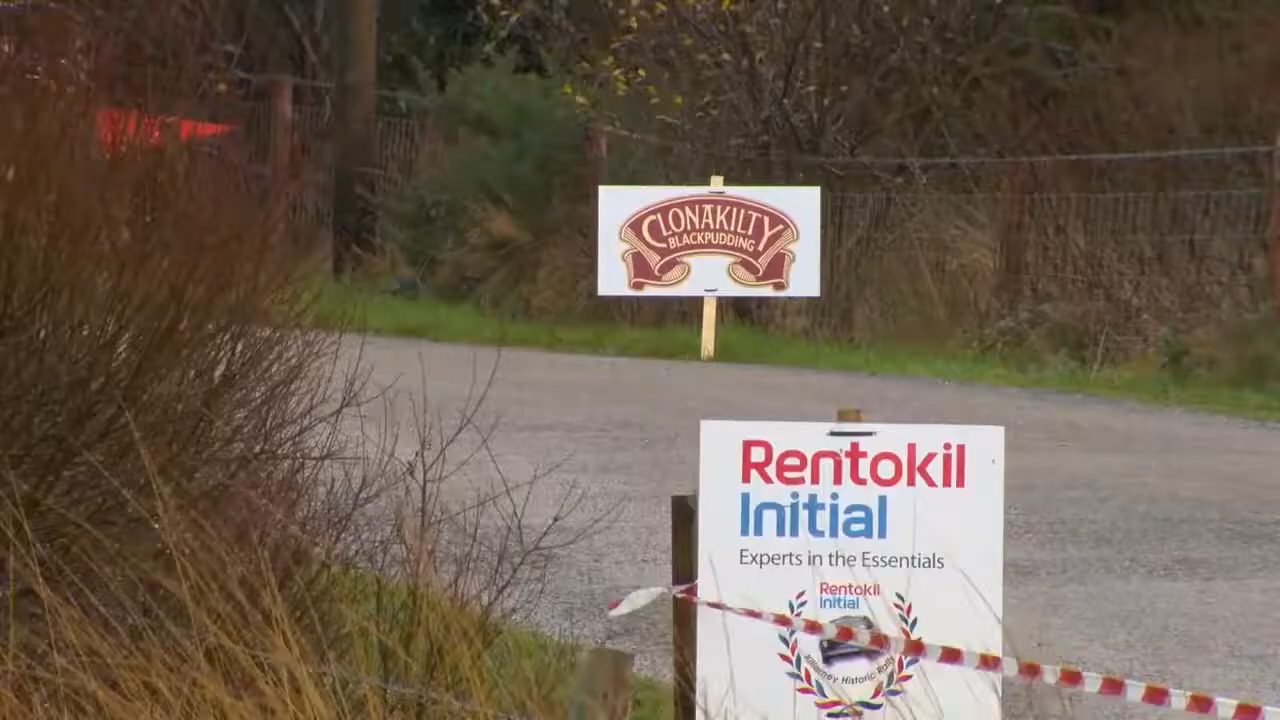 CLONAKILTY
BLACKPUDDING
Rentokil
Initial
Experts in the Essentials
Rentokil
Initial
Historic Rally